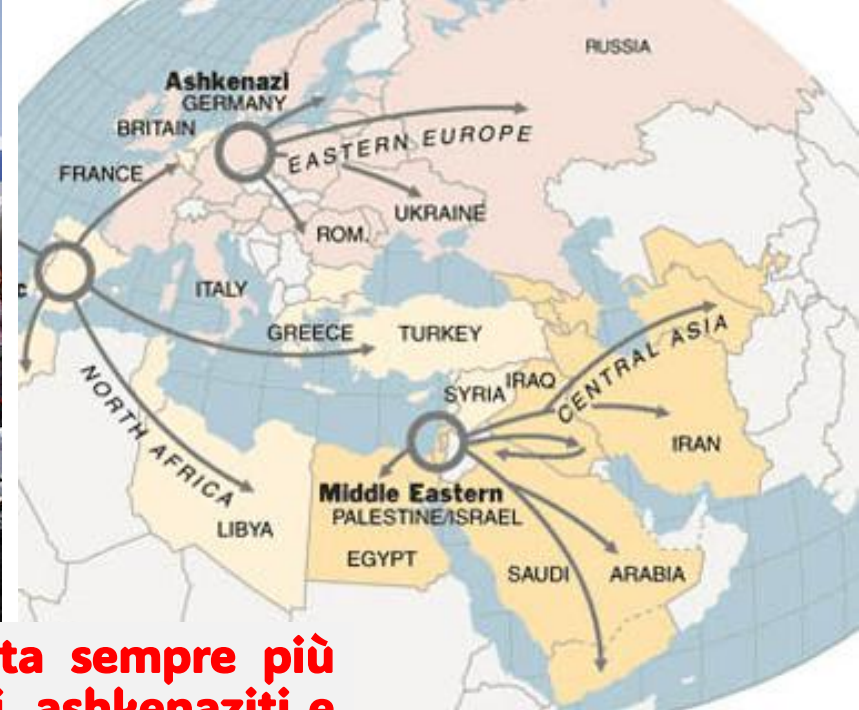 RUSSIA
Ashkenazi
GERMANY
BRITAIN
EASTERN EUROPE
FRANCE
UKRAINE
ROM.
ITALY
c
GREECE
TURKEY
CENTRAL ASIA
SYRIA
IRAQ
NORTH AFRICA
IRAN
Middle Eastern
PALESTINE/ISRAEL
LIBYA
EGYPT
SAUDI ARABIA
ta sempre più
i, ashkenaziti e